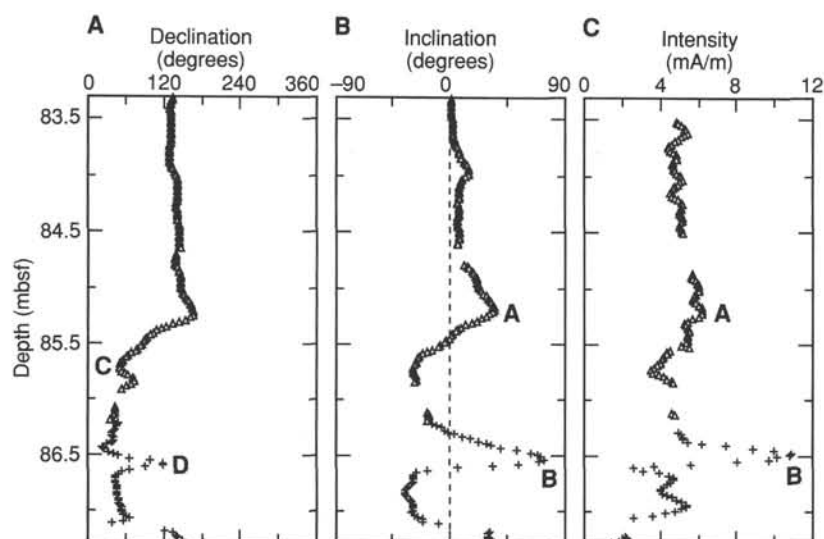 A
Declination
(degrees)
0 120 240 360
B
Inclination
(degrees)
−90 0 90
C
Intensity
(mA/m)
4 8 12
Depth (mbsf)
83.5
84.5
85.5
86.5
C
D
A
B
A
B